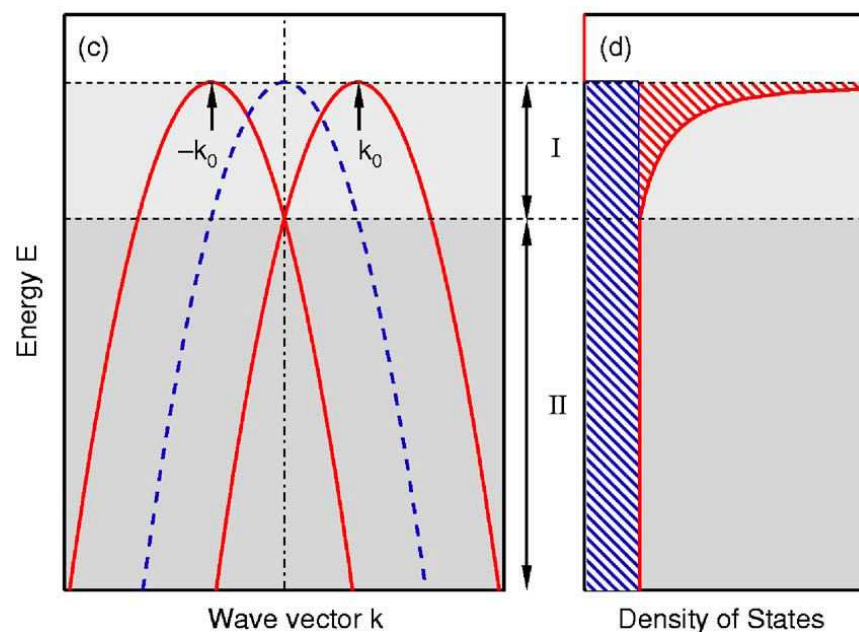 (c)
(d)
–k₀
k₀
I
II
Energy E
Wave vector k
Density of States